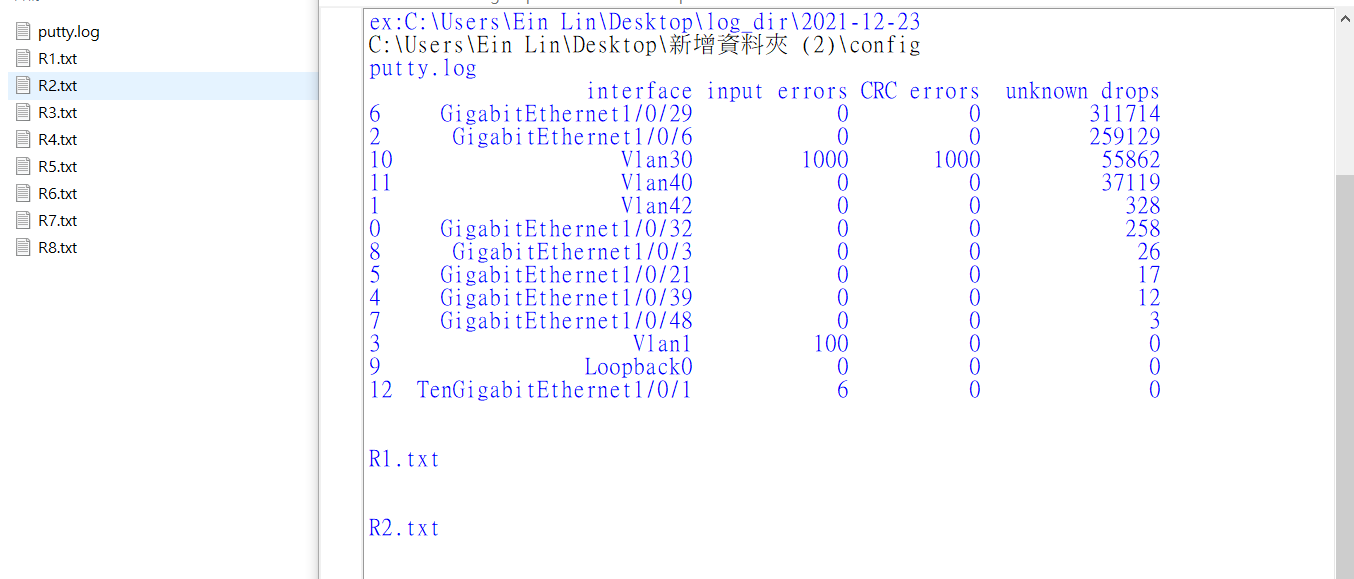 putty.log
R1.txt
R2.txt
R3.txt
R4.txt
R5.txt
R6.txt
R7.txt
R8.txt
ex:C:\Users\Ein Lin\Desktop\log_dir\2021-12-23
C:\Users\Ein Lin\Desktop\新增資料夾 (2)\config
putty.log
interface input errors CRC errors unknown drops
6 GigabitEthernet1/0/29 0 0 311714
2 GigabitEthernet1/0/6 0 0 259129
10 Vlan30 1000 1000 55862
11 Vlan40 0 0 37119
1 Vlan42 0 0 328
0 GigabitEthernet1/0/32 0 0 258
8 GigabitEthernet1/0/3 0 0 26
5 GigabitEthernet1/0/21 0 0 17
4 GigabitEthernet1/0/39 0 0 12
7 GigabitEthernet1/0/48 0 0 3
3 Vlan1 100 0 0
9 Loopback0 0 0 0
12 TenGigabitEthernet1/0/1 6 0 0
R1.txt
R2.txt